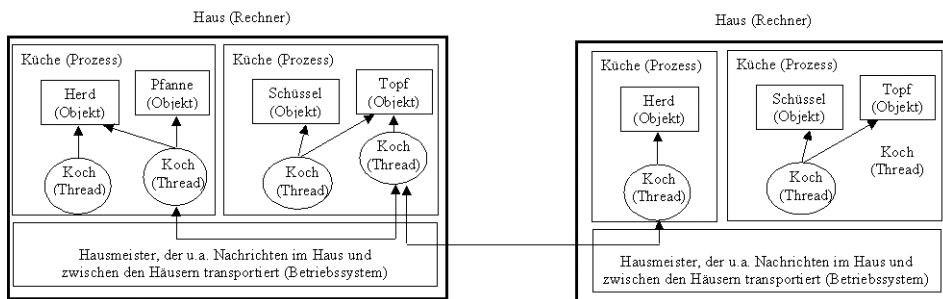 Haus (Rechner)
Küche (Prozess)
Herd
(Objekt)
Pfanne
(Objekt)
Koch
(Thread)
Koch
(Thread)
Küche (Prozess)
Schüssel
(Objekt)
Topf
(Objekt)
Koch
(Thread)
Koch
(Thread)
Hausmeister, der u.a. Nachrichten im Haus und
zwischen den Häusern transportiert (Betriebssystem)
Haus (Rechner)
Küche (Prozess)
Herd
(Objekt)
Koch
(Thread)
Küche (Prozess)
Schüssel
(Objekt)
Topf
(Objekt)
Koch
(Thread)
Koch
(Thread)
Hausmeister, der u.a. Nachrichten im Haus und
zwischen den Häusern transportiert (Betriebssystem)